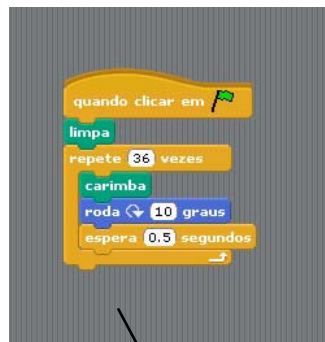 quando clicar em
limpa
repete 36 vezes
carimba
roda 10 graus
espera 0.5 segundos